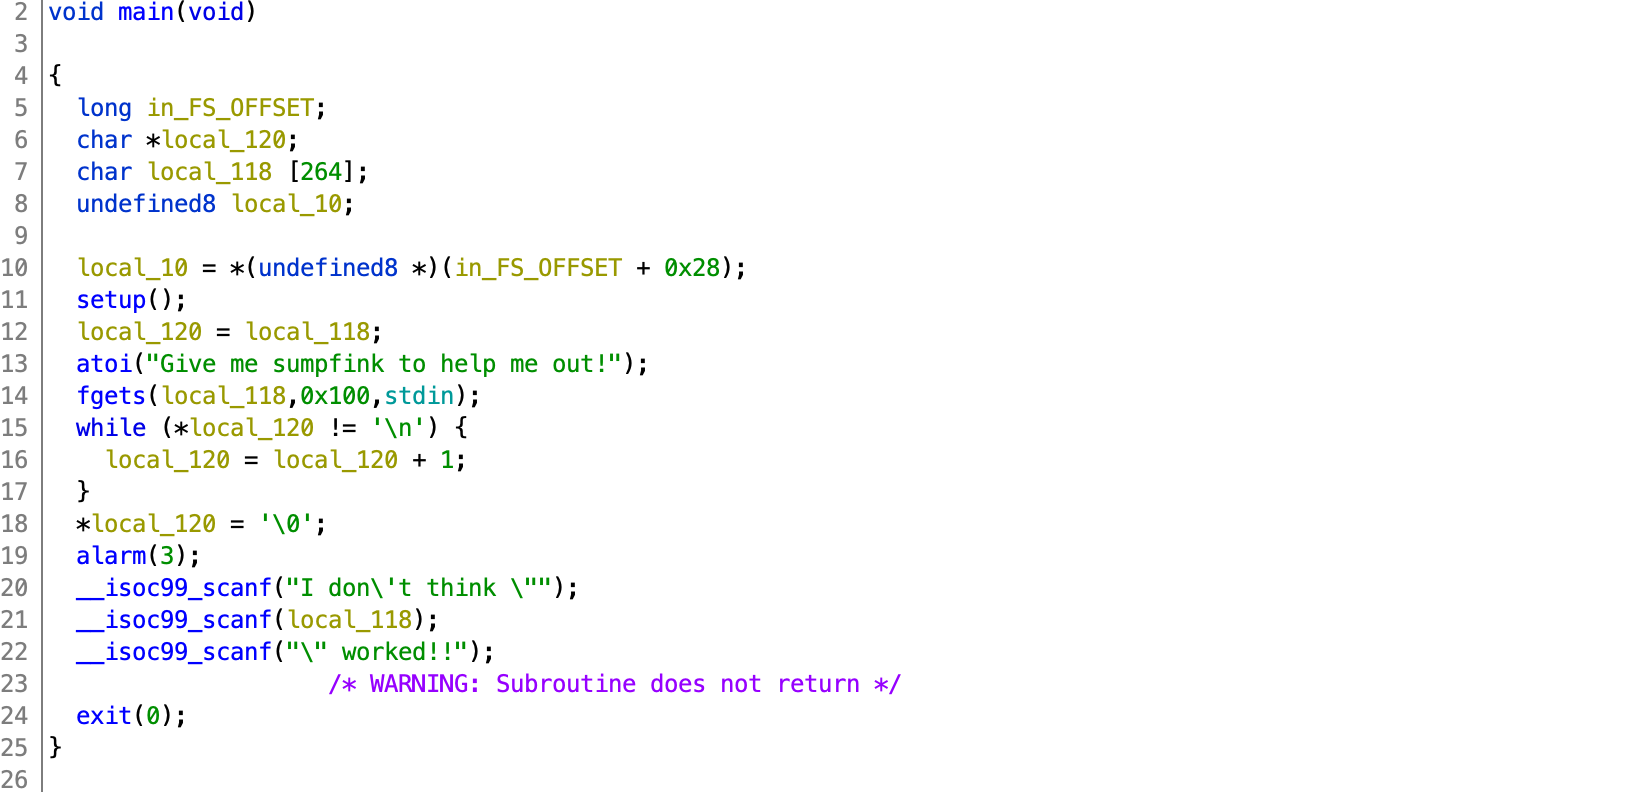 2 void main(void)
3
4 {
5 long in_FS_OFFSET;
6 char *local_120;
7 char local_118 [264];
8 undefined8 local_10;
9
10 local_10 = *(undefined8 *)(in_FS_OFFSET + 0x28);
11 setup();
12 local_120 = local_118;
13 atoi("Give me sumpfink to help me out!");
14 fgets(local_118,0x100,stdin);
15 while (*local_120 != '\n') {
16 local_120 = local_120 + 1;
17 }
18 *local_120 = '\0';
19 alarm(3);
20 __isoc99_scanf("I don\'t think \"");
21 __isoc99_scanf(local_118);
22 __isoc99_scanf("\" worked!!");
23 /* WARNING: Subroutine does not return */
24 exit(0);
25 }
26